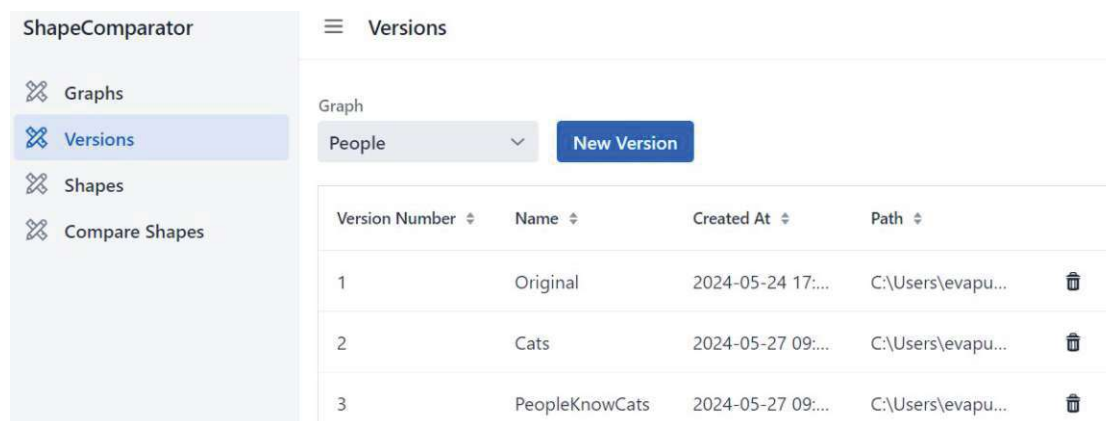 ShapeComparator
Graphs
Versions
Shapes
Compare Shapes
Versions
Graph
People
New Version
Version Number Name Created At Path
1 Original 2024-05-24 17:... C:\Users\evapu...
2 Cats 2024-05-27 09:... C:\Users\evapu...
3 PeopleKnowCats 2024-05-27 09:... C:\Users\evapu...